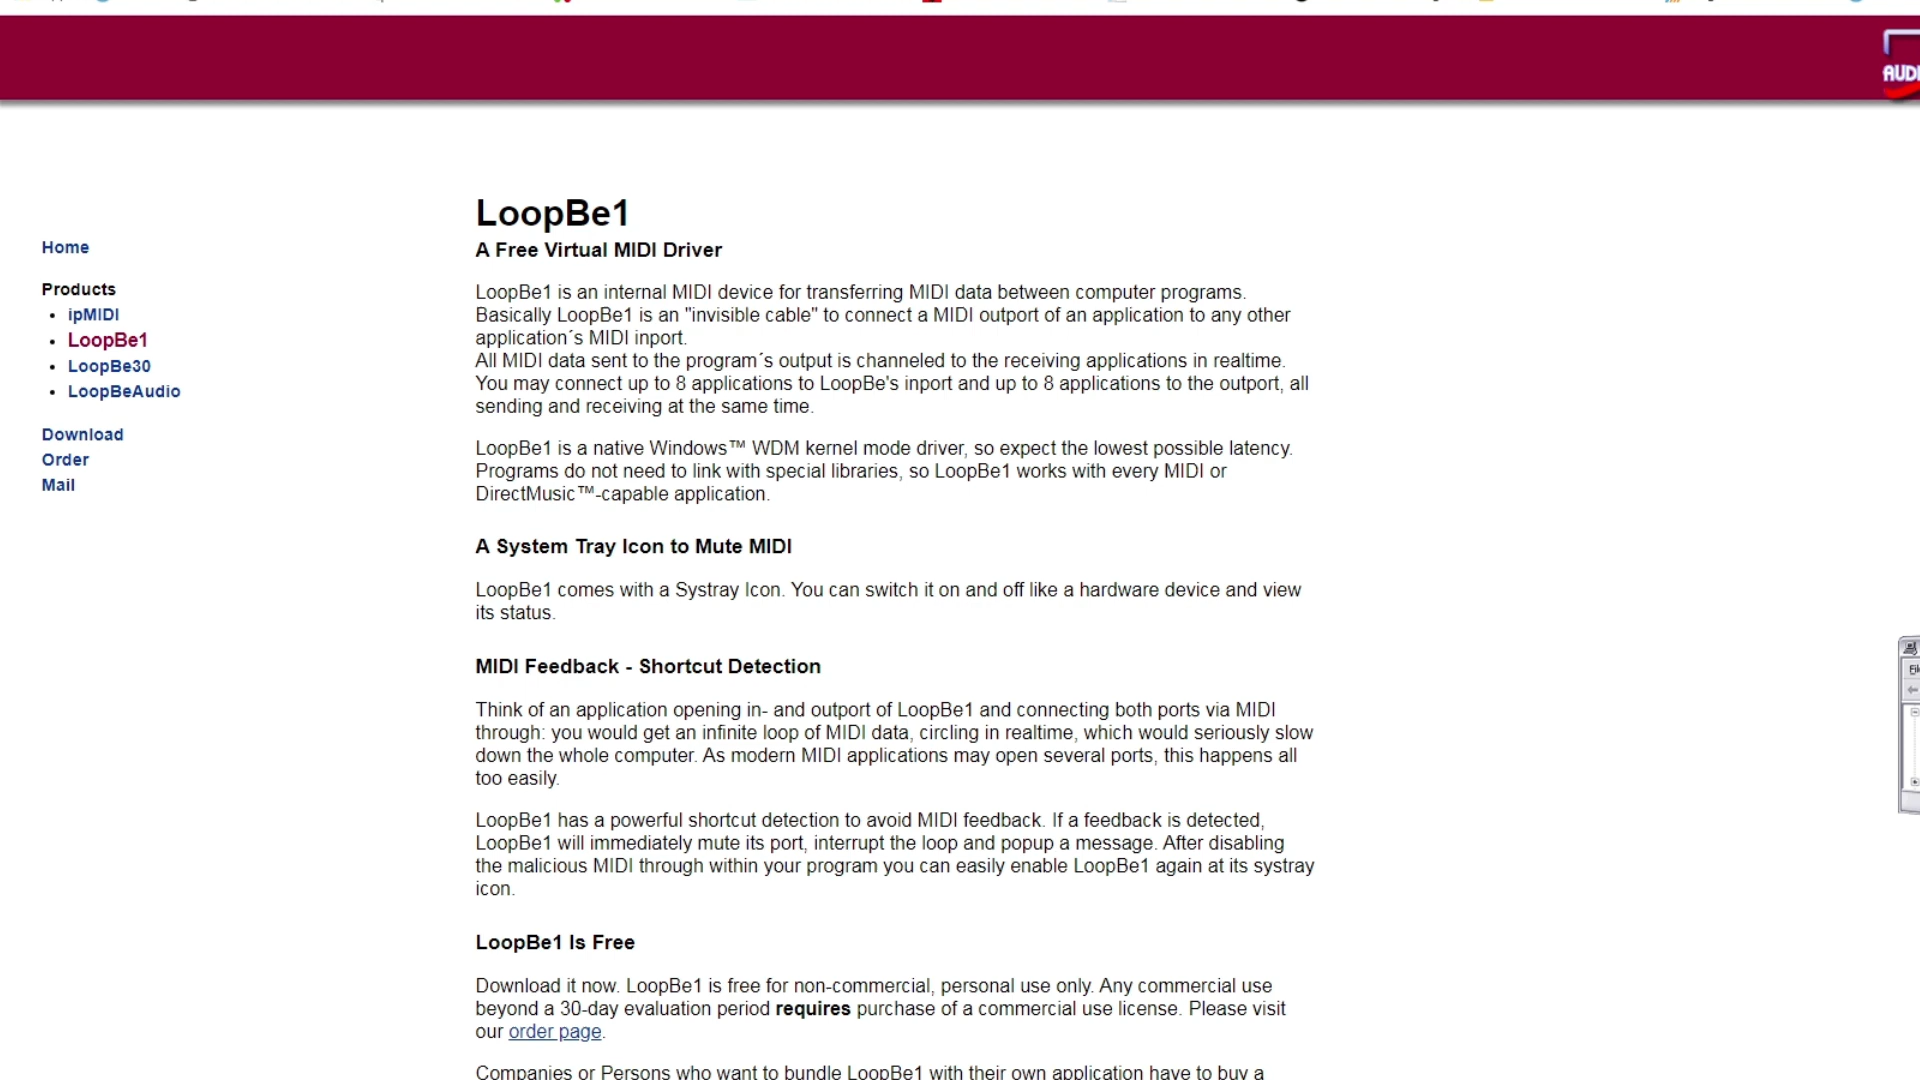 AUDI
LoopBe1
A Free Virtual MIDI Driver
Home
Products
ipMIDI
LoopBe1
LoopBe30
LoopBeAudio
Download
Order
Mail
LoopBe1 is an internal MIDI device for transferring MIDI data between computer programs.
Basically LoopBe1 is an "invisible cable" to connect a MIDI outport of an application to any other
application´s MIDI inport.
All MIDI data sent to the program´s output is channeled to the receiving applications in realtime.
You may connect up to 8 applications to LoopBe's inport and up to 8 applications to the outport, all
sending and receiving at the same time.
LoopBe1 is a native Windows™ WDM kernel mode driver, so expect the lowest possible latency.
Programs do not need to link with special libraries, so LoopBe1 works with every MIDI or
DirectMusic™-capable application.
A System Tray Icon to Mute MIDI
LoopBe1 comes with a Systray Icon. You can switch it on and off like a hardware device and view
its status.
MIDI Feedback - Shortcut Detection
Think of an application opening in- and outport of LoopBe1 and connecting both ports via MIDI
through: you would get an infinite loop of MIDI data, circling in realtime, which would seriously slow
down the whole computer. As modern MIDI applications may open several ports, this happens all
too easily.
LoopBe1 has a powerful shortcut detection to avoid MIDI feedback. If a feedback is detected,
LoopBe1 will immediately mute its port, interrupt the loop and popup a message. After disabling
the malicious MIDI through within your program you can easily enable LoopBe1 again at its systray
icon.
LoopBe1 Is Free
Download it now. LoopBe1 is free for non-commercial, personal use only. Any commercial use
beyond a 30-day evaluation period requires purchase of a commercial use license. Please visit
our order page.
Companies or Persons who want to bundle LoopBe1 with their own application have to buy a